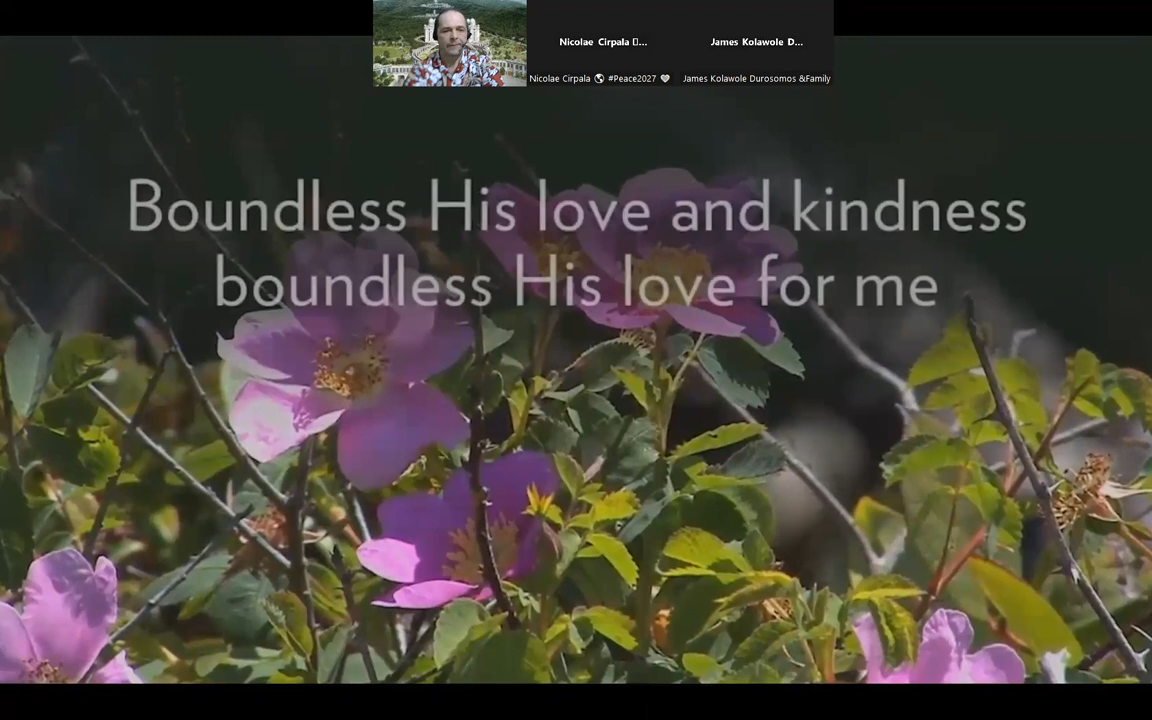 Nicolae Cirpala ...
James Kolawole D...
Nicolae Cirpala 🌎 #Peace2027 🤍
James Kolawole Durosomos &Family
Boundless His love and kindness
boundless His love for me